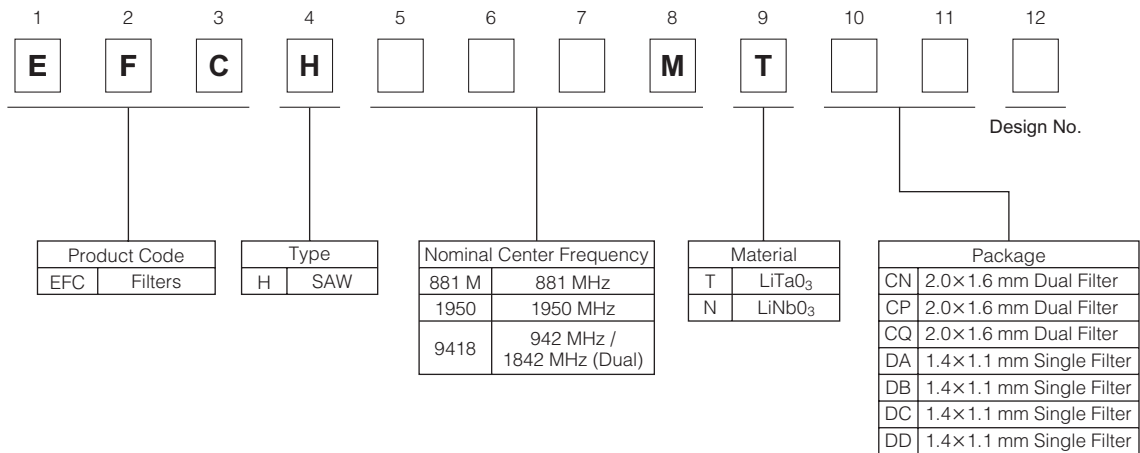 1 2 3 4 5 6 7 8 9 10 11 12
E F C H M T
Design No.
Product Code
EFC Filters
Type
H SAW
Nominal Center Frequency
881 M 881 MHz
1950 1950 MHz
9418 942 MHz /
1842 MHz (Dual)
Material
T LiTa0₃
N LiNb0₃
Package
CN 2.0×1.6 mm Dual Filter
CP 2.0×1.6 mm Dual Filter
CQ 2.0×1.6 mm Dual Filter
DA 1.4×1.1 mm Single Filter
DB 1.4×1.1 mm Single Filter
DC 1.4×1.1 mm Single Filter
DD 1.4×1.1 mm Single Filter